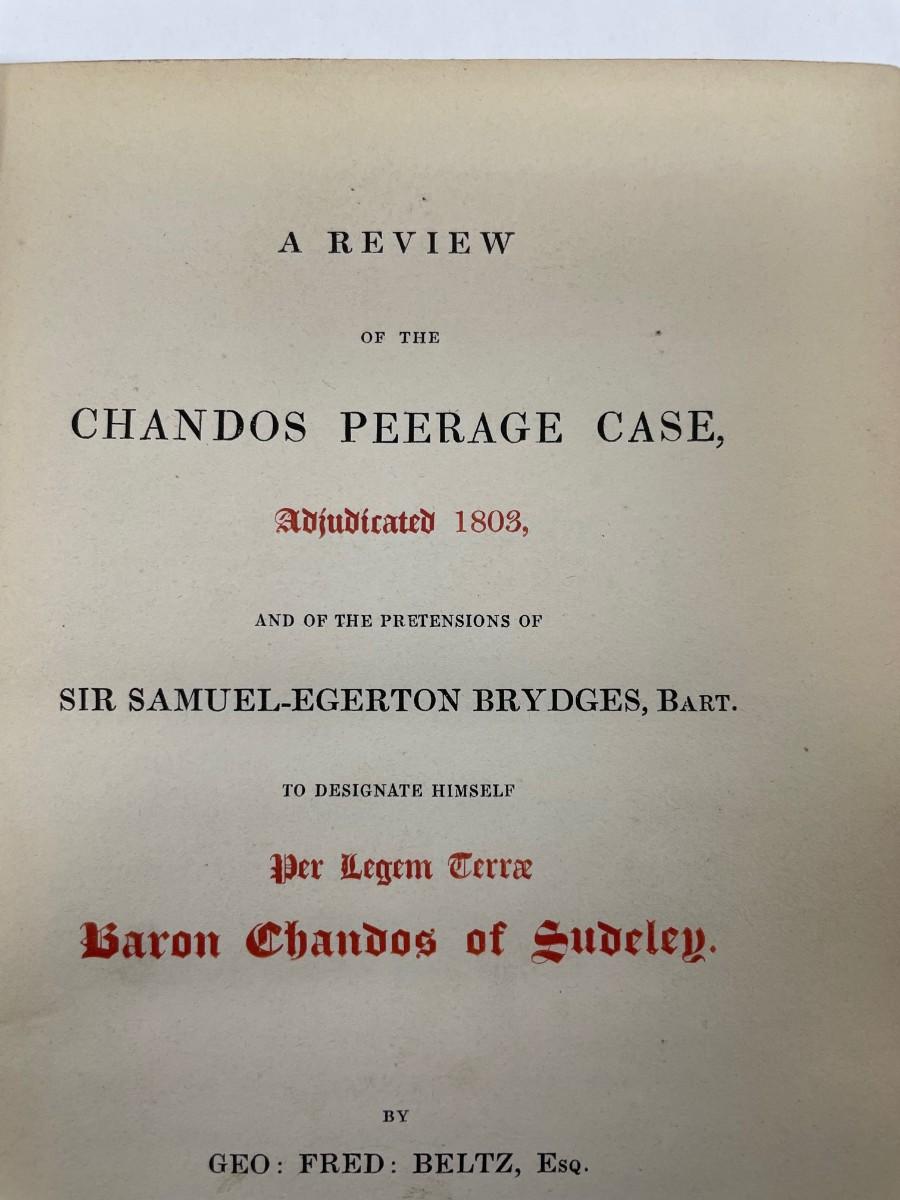 A REVIEW
OF THE
CHANDOS PEERAGE CASE,
Adjudicated 1803,
AND OF THE PRETENSIONS OF
SIR SAMUEL-EGERTON BRYDGES, BART.
TO DESIGNATE HIMSELF
Per Legem Terræ
Baron Chandos of Sudeley.
BY
GEO: FRED: BELTZ, ESQ.